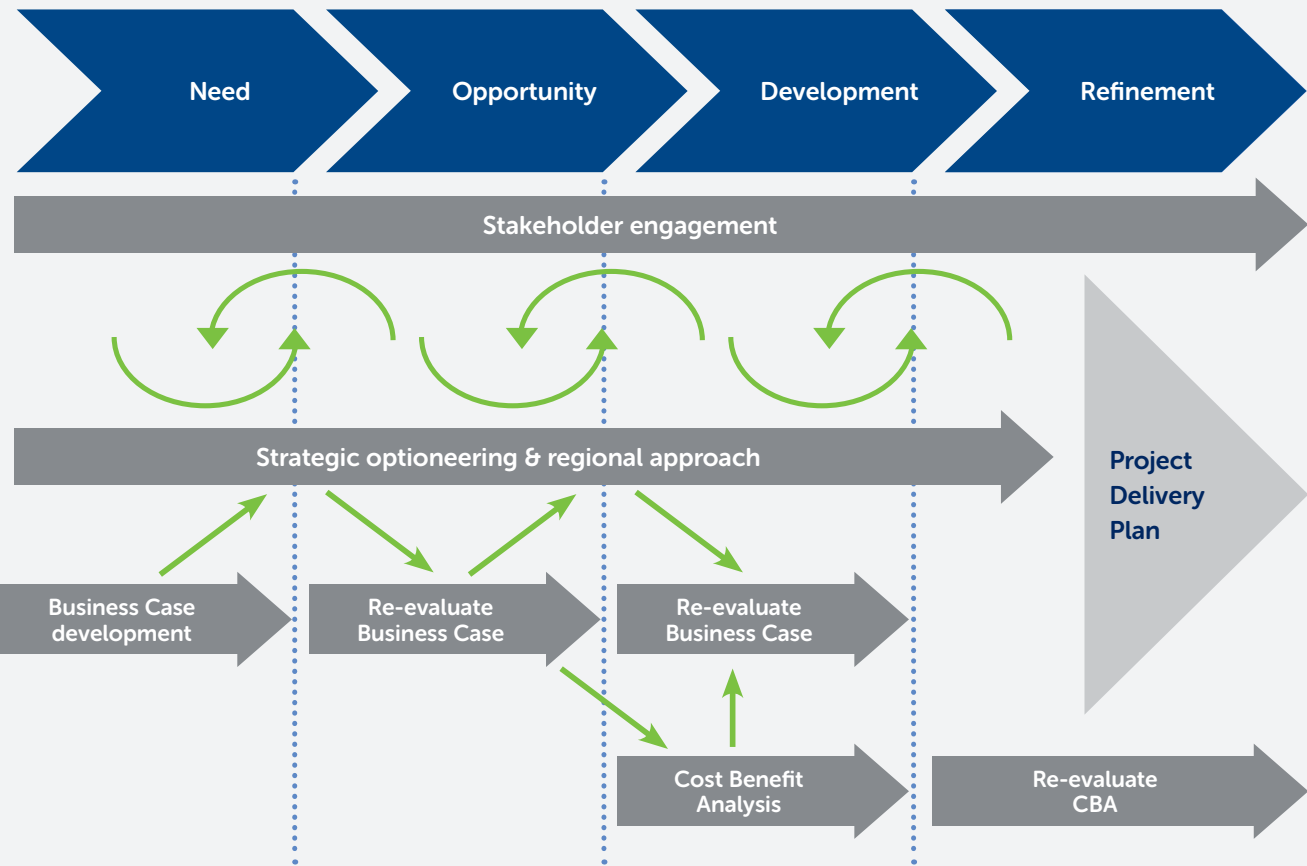 Need
Opportunity
Development
Refinement
Stakeholder engagement
Strategic optioneering & regional approach
Project
Delivery
Plan
Business Case
development
Re-evaluate
Business Case
Re-evaluate
Business Case
Cost Benefit
Analysis
Re-evaluate
CBA